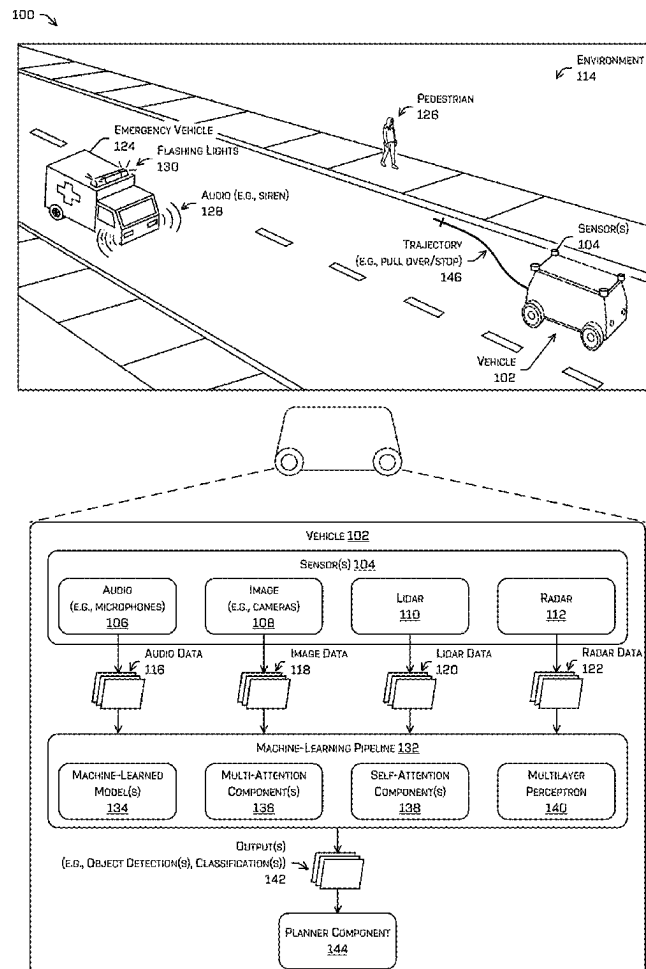 100
ENVIRONMENT
114
PEDESTRIAN
126
EMERGENCY VEHICLE
124
FLASHING LIGHTS
130
AUDIO (E.G., SIREN)
128
SENSOR(S)
104
TRAJECTORY
(E.G., PULL OVER/STOP)
146
VEHICLE
102
VEHICLE 102
SENSOR(S) 104
AUDIO
(E.G., MICROPHONES)
106
IMAGE
(E.G., CAMERAS)
108
LIDAR
110
RADAR
112
AUDIO DATA
116
IMAGE DATA
118
LIDAR DATA
120
RADAR DATA
122
MACHINE-LEARNING PIPELINE 132
MACHINE-LEARNED
MODEL(S)
134
MULTI-ATTENTION
COMPONENT(S)
136
SELF-ATTENTION
COMPONENT(S)
138
MULTILAYER
PERCEPTRON
140
OUTPUT(S)
(E.G., OBJECT DETECTION(S), CLASSIFICATION(S))
142
PLANNER COMPONENT
144